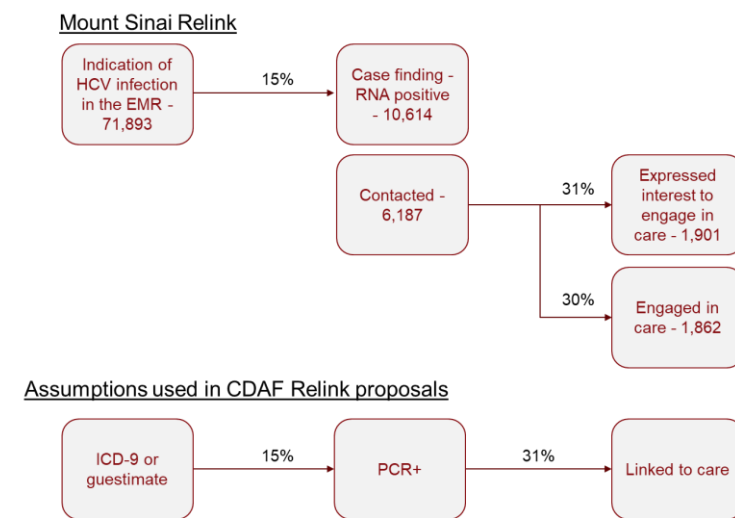 Mount Sinai Relink
Indication of
HCV infection
in the EMR -
71,893
15%
Case finding -
RNA positive
- 10,614
Contacted -
6,187
31%
Expressed
interest to
engage in
care - 1,901
30%
Engaged in
care - 1,862
Assumptions used in CDAF Relink proposals
ICD-9 or
guestimate
15%
PCR+
31%
Linked to care